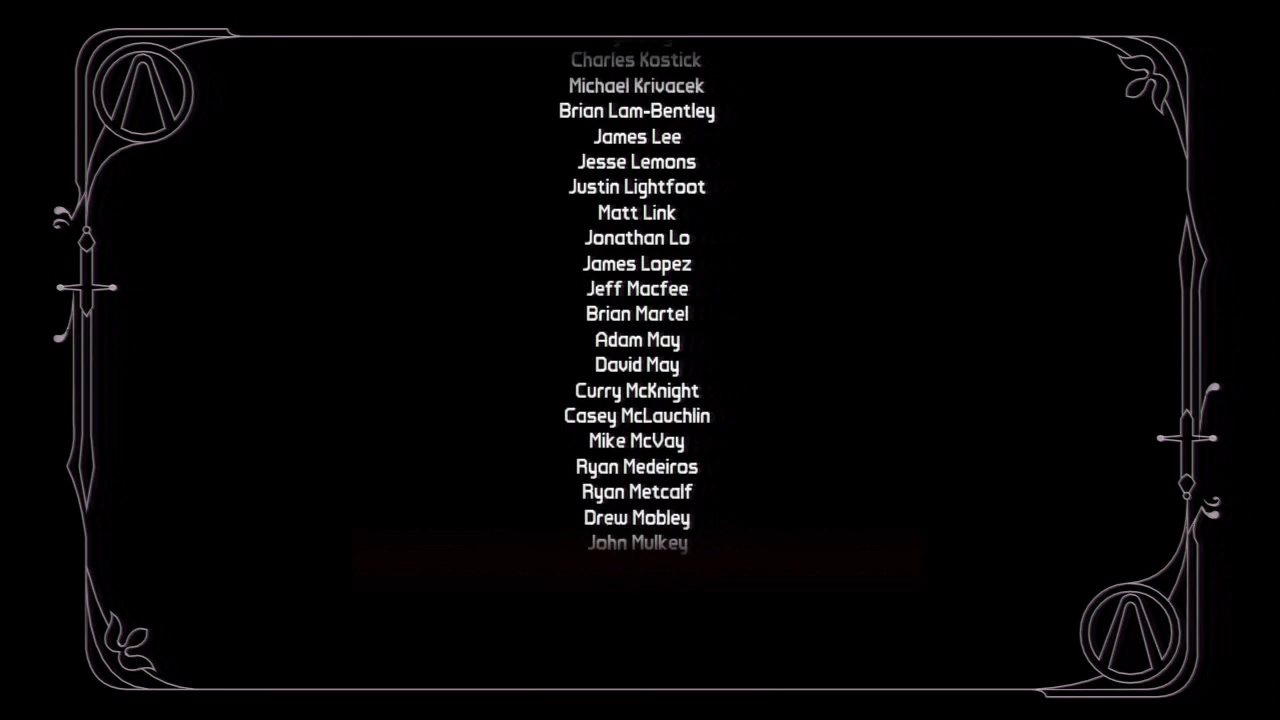 Charles Kostick
Michael Krivacek
Brian Lam-Bentley
James Lee
Jesse Lemons
Justin Lightfoot
Matt Link
Jonathan Lo
James Lopez
Jeff Macfee
Brian Martel
Adam May
David May
Curry McKnight
Casey McLauchlin
Mike McVay
Ryan Medeiros
Ryan Metcalf
Drew Mobley
John Mulkey